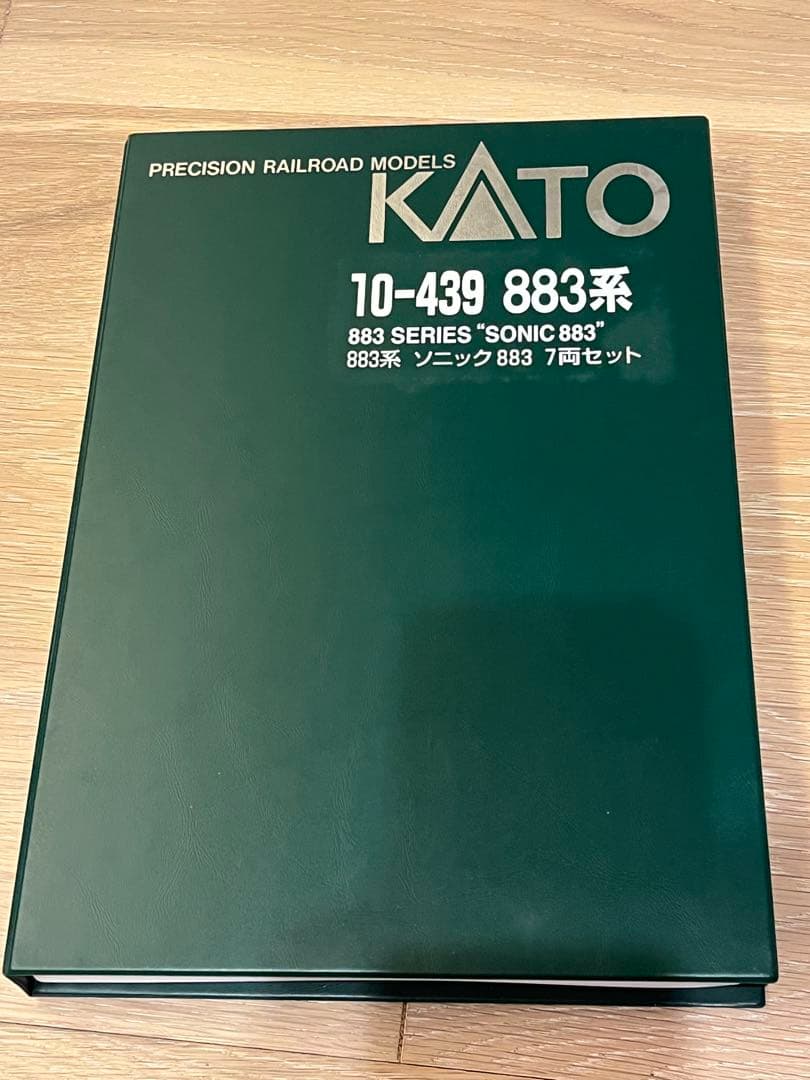 PRECISION RAILROAD MODELS
KATO
10-439 883系
883 SERIES “SONIC 883”
883系 ソニック883 7両セット